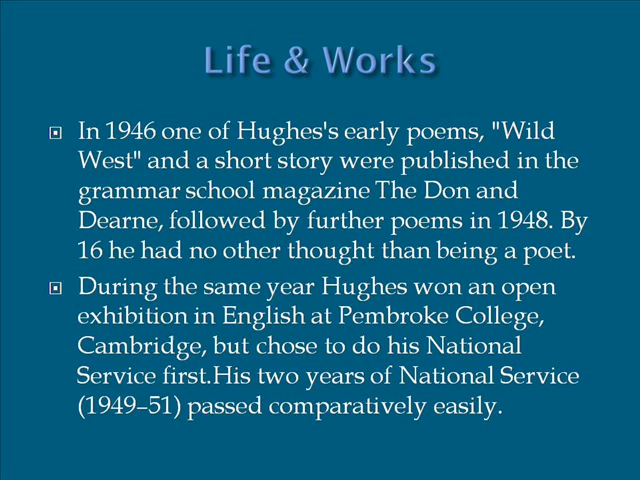 Life & Works
In 1946 one of Hughes's early poems, "Wild
West" and a short story were published in the
grammar school magazine The Don and
Dearne, followed by further poems in 1948. By
16 he had no other thought than being a poet.
During the same year Hughes won an open
exhibition in English at Pembroke College,
Cambridge, but chose to do his National
Service first.His two years of National Service
(1949–51) passed comparatively easily.